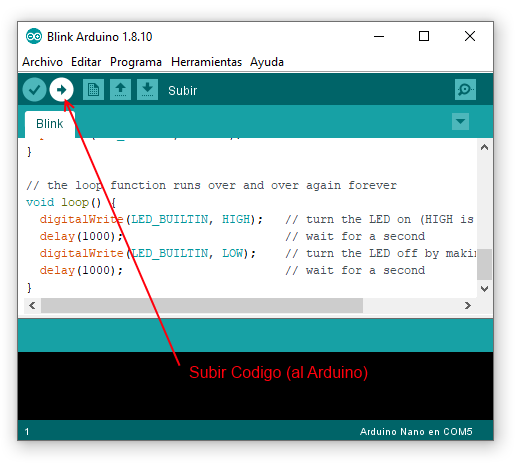 Blink Arduino 1.8.10
Archivo Editar Programa Herramientas Ayuda
Subir
Blink
}
// the loop function runs over and over again forever
void loop() {
digitalWrite(LED_BUILTIN, HIGH); // turn the LED on (HIGH is
delay(1000); // wait for a second
digitalWrite(LED_BUILTIN, LOW); // turn the LED off by makin
delay(1000); // wait for a second
}
Subir Codigo (al Arduino)
1 Arduino Nano en COM5